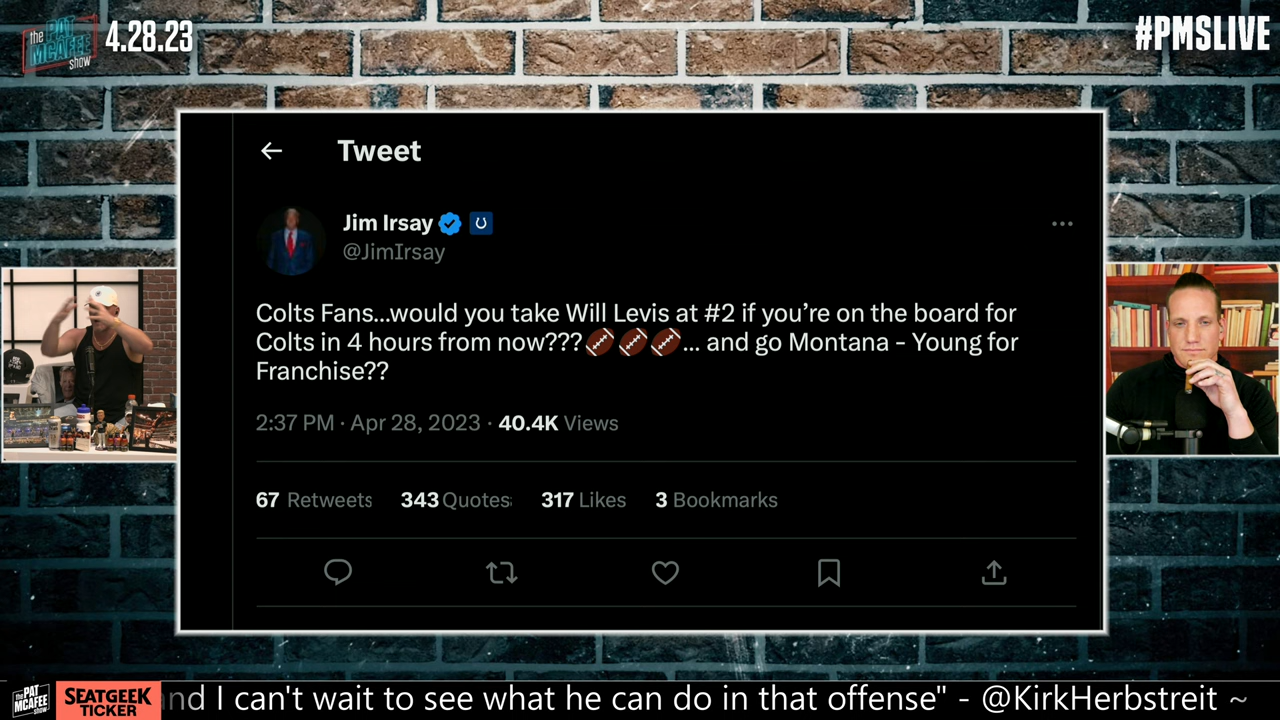 the PAT MCAFEE show
4.28.23
#PMSLIVE
Tweet
Jim Irsay
@JimIrsay
Colts Fans...would you take Will Levis at #2 if you’re on the board for
Colts in 4 hours from now???🏈🏈🏈... and go Montana - Young for
Franchise??
2:37 PM · Apr 28, 2023 · 40.4K Views
67 Retweets 343 Quotes 317 Likes 3 Bookmarks
the PAT MCAFEE show
SEATGEEK
TICKER
nd I can't wait to see what he can do in that offense" - @KirkHerbstreit ~